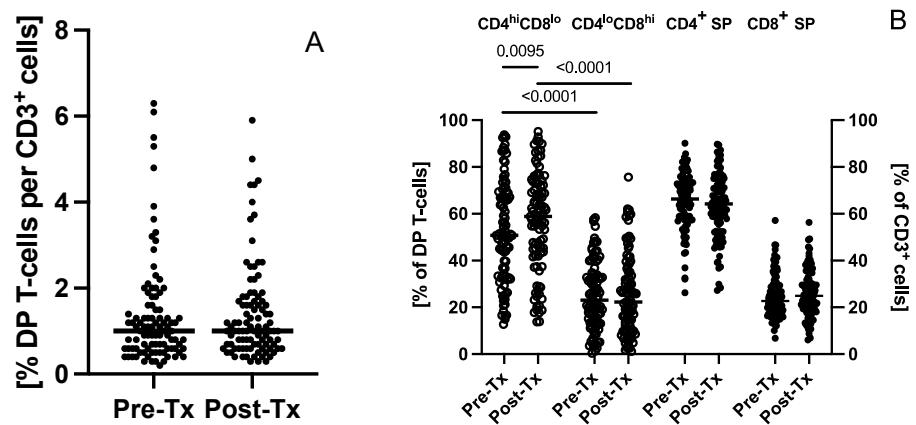 A
[% DP T-cells per CD3⁺ cells]
8
6
4
2
0
Pre-Tx Post-Tx
B
CD4ʰⁱCD8ˡᵒ CD4ˡᵒCD8ʰⁱ CD4⁺ SP CD8⁺ SP
0.0095
<0.0001
<0.0001
[% of DP T-cells]
100
80
60
40
20
0
100
80
60
40
20
0
[% of CD3⁺ cells]
Pre-Tx Post-Tx Pre-Tx Post-Tx Pre-Tx Post-Tx Pre-Tx Post-Tx